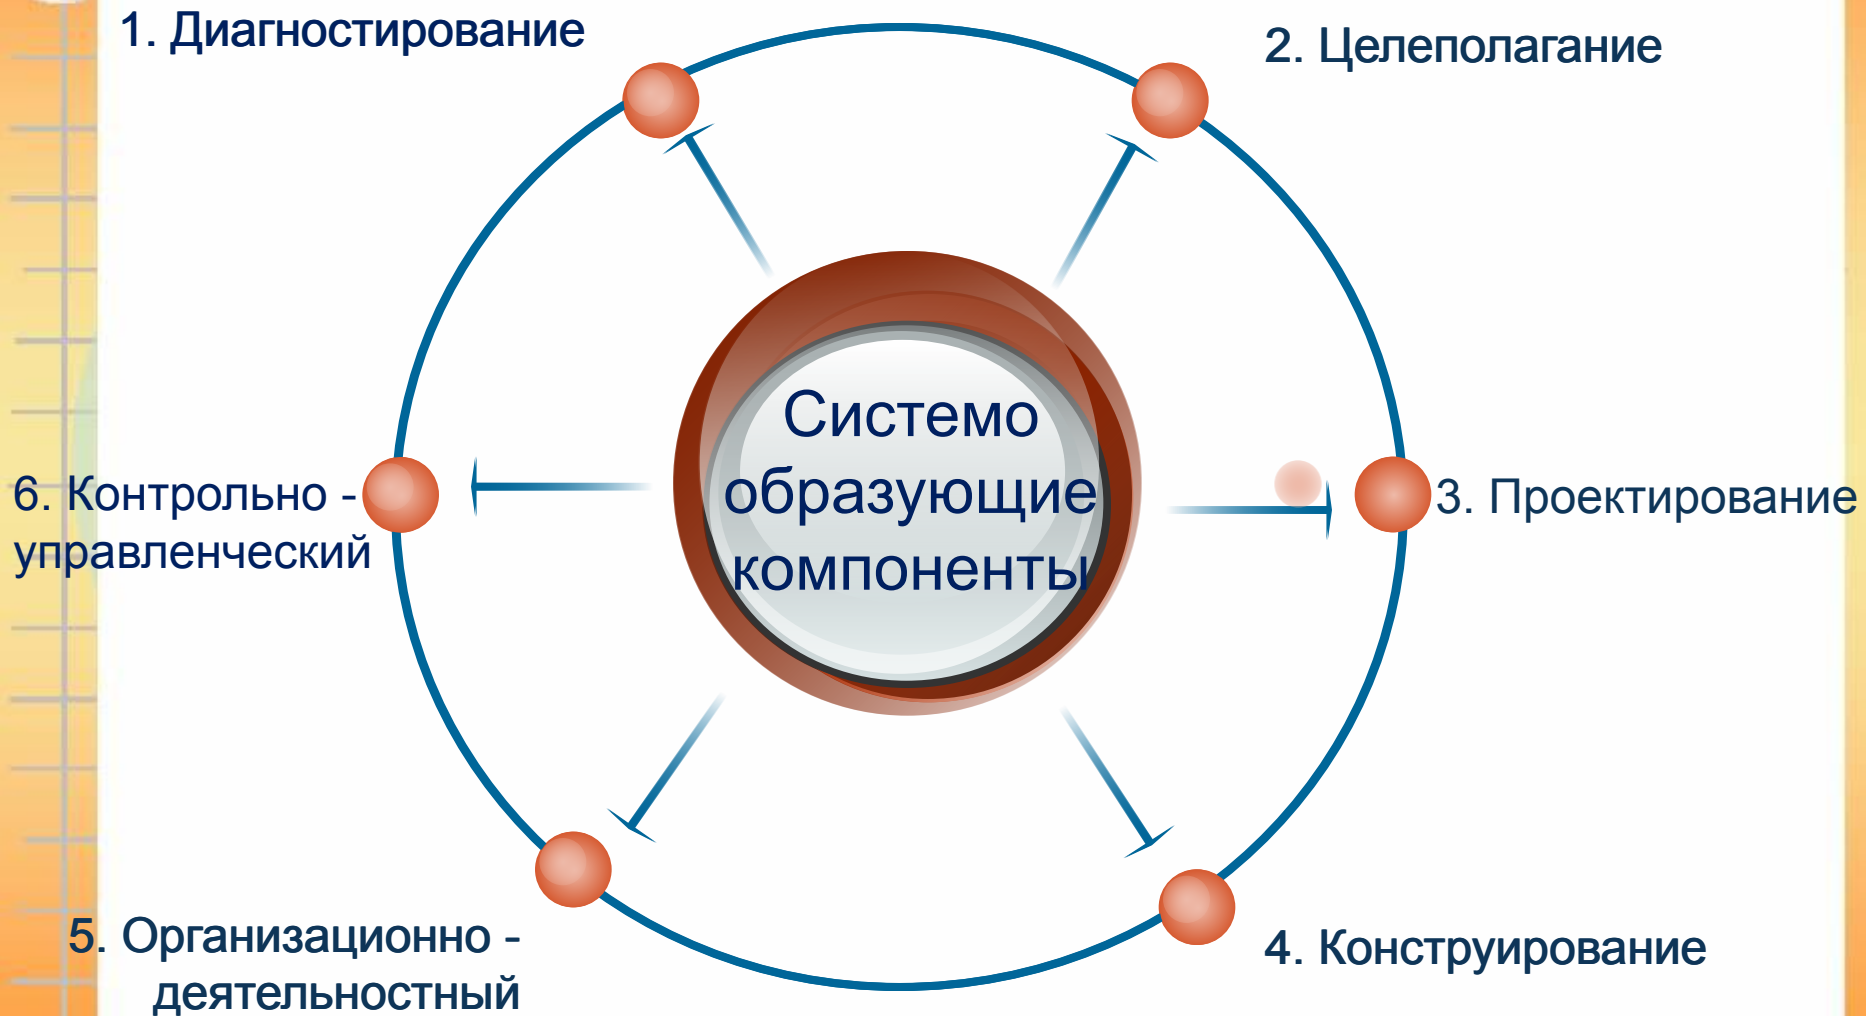 1. Диагностирование
2. Целеполагание
Системо
образующие
компоненты
3. Проектирование
4. Конструирование
5. Организационно -
деятельностный
6. Контрольно -
управленческий